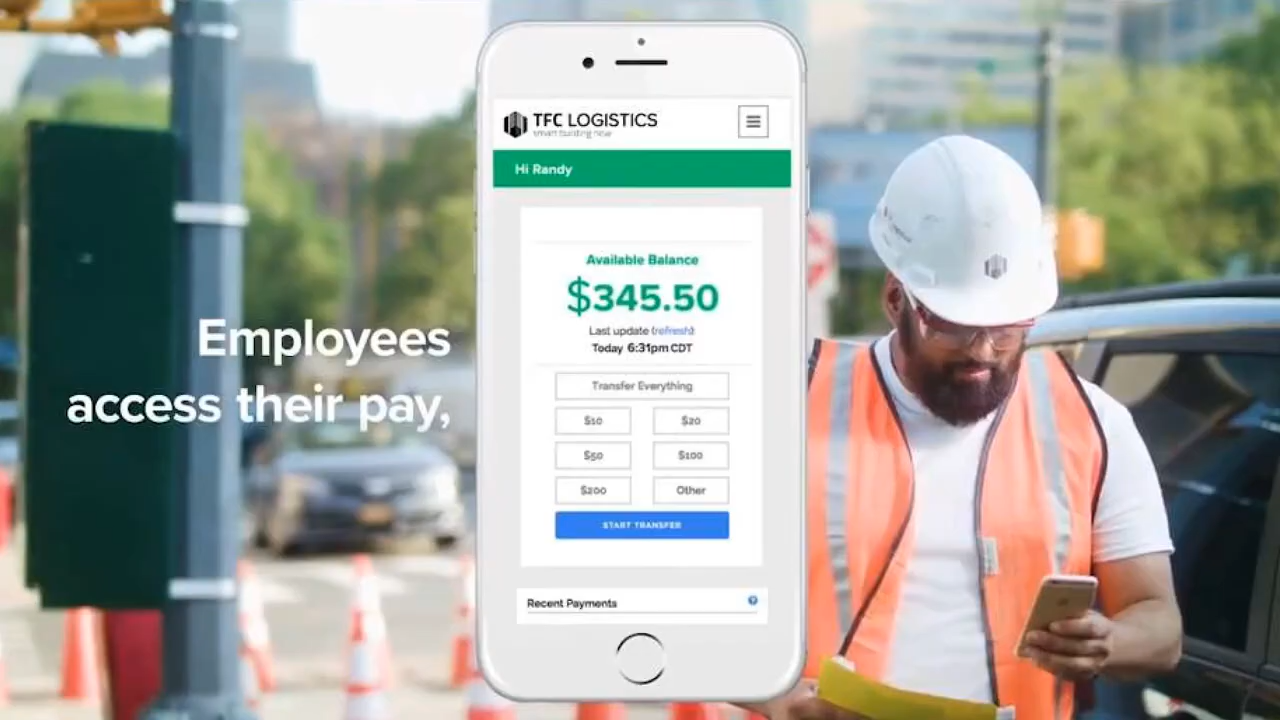 Employees
access their pay,
TFC LOGISTICS
smart building now
Hi Randy
Available Balance
$345.50
Last update (refresh):
Today 6:31pm CDT
Transfer Everything
$10
$20
$50
$100
$200
Other
START TRANSFER
Recent Payments
?